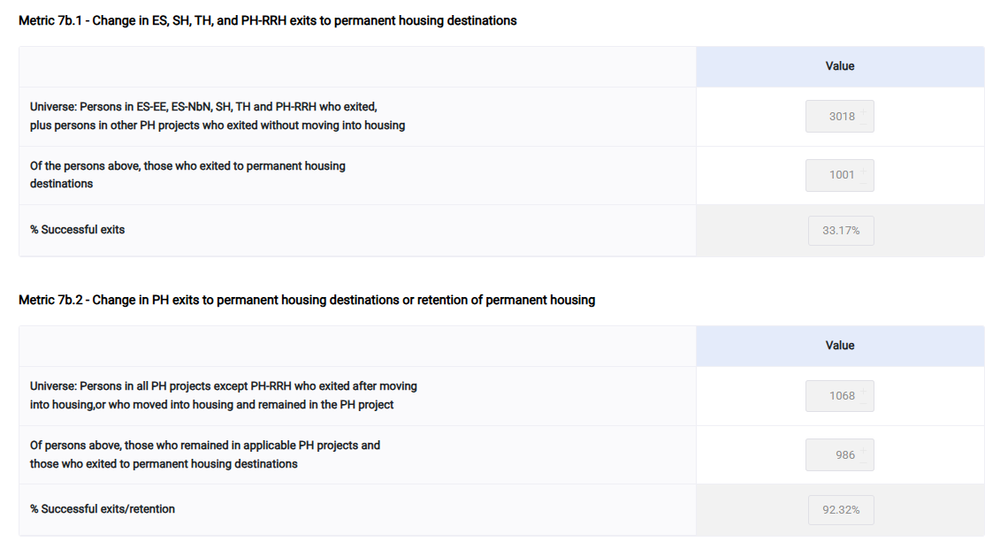 Metric 7b.1 - Change in ES, SH, TH, and PH-RRH exits to permanent housing destinations
Value
Universe: Persons in ES-EE, ES-NbN, SH, TH and PH-RRH who exited,
plus persons in other PH projects who exited without moving into housing
3018
Of the persons above, those who exited to permanent housing
destinations
1001
% Successful exits
33.17%
Metric 7b.2 - Change in PH exits to permanent housing destinations or retention of permanent housing
Value
Universe: Persons in all PH projects except PH-RRH who exited after moving
into housing,or who moved into housing and remained in the PH project
1068
Of persons above, those who remained in applicable PH projects and
those who exited to permanent housing destinations
986
% Successful exits/retention
92.32%